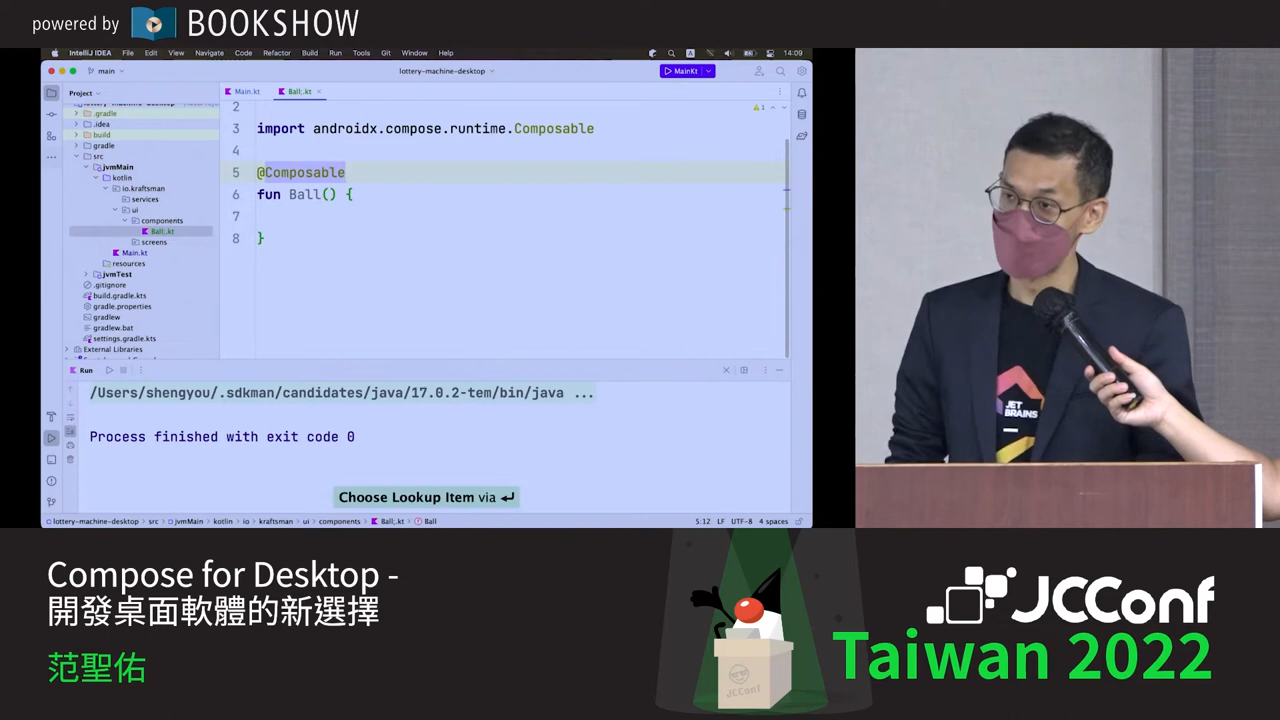 powered by BOOKSHOW
IntelliJ IDEA File Edit View Navigate Code Refactor Build Run Tools Git Window Help 14:09
main
lottery-machine-desktop
MainKt
Project
Main.kt
Ball;.kt
.gradle
.idea
build
gradle
src
jvmMain
kotlin
io.kraftsman
services
ui
components
Ball;.kt
screens
Main.kt
resources
jvmTest
.gitignore
build.gradle.kts
gradle.properties
gradlew
gradlew.bat
settings.gradle.kts
External Libraries
2
3 import androidx.compose.runtime.Composable
4
5 @Composable
6 fun Ball() {
7
8 }
1
Run
/Users/shengyou/.sdkman/candidates/java/17.0.2-tem/bin/java ...
Process finished with exit code 0
Choose Lookup Item via
lottery-machine-desktop src jvmMain kotlin io kraftsman ui components Ball;.kt Ball
5:12 LF UTF-8 4 spaces
JET
BRAINS
Compose for Desktop -
開發桌面軟體的新選擇
范聖佑
JCConf
JCConf
Taiwan 2022